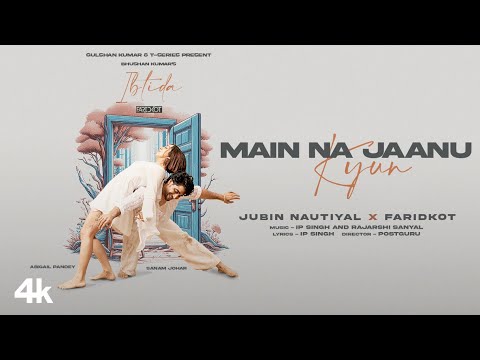 GULSHAN KUMAR & T-SERIES PRESENT
BHUSHAN KUMAR'S
Ibtida
FARIDKOT
MAIN NA JAANU
Kyun
JUBIN NAUTIYAL X FARIDKOT
MUSIC - IP SINGH AND RAJARSHI SANYAL
LYRICS - IP SINGH DIRECTOR - POSTGURU
ABIGAIL PANDEY
SANAM JOHAR
4k